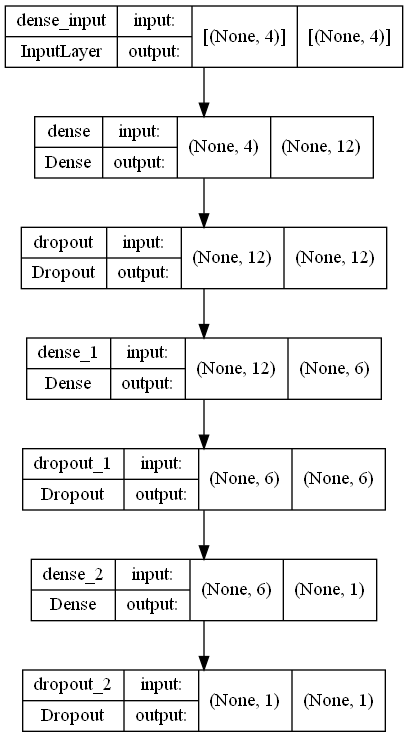 dense_input input: [(None, 4)] [(None, 4)]
InputLayer output:
dense input: (None, 4) (None, 12)
Dense output:
dropout input: (None, 12) (None, 12)
Dropout output:
dense_1 input: (None, 12) (None, 6)
Dense output:
dropout_1 input: (None, 6) (None, 6)
Dropout output:
dense_2 input: (None, 6) (None, 1)
Dense output:
dropout_2 input: (None, 1) (None, 1)
Dropout output: